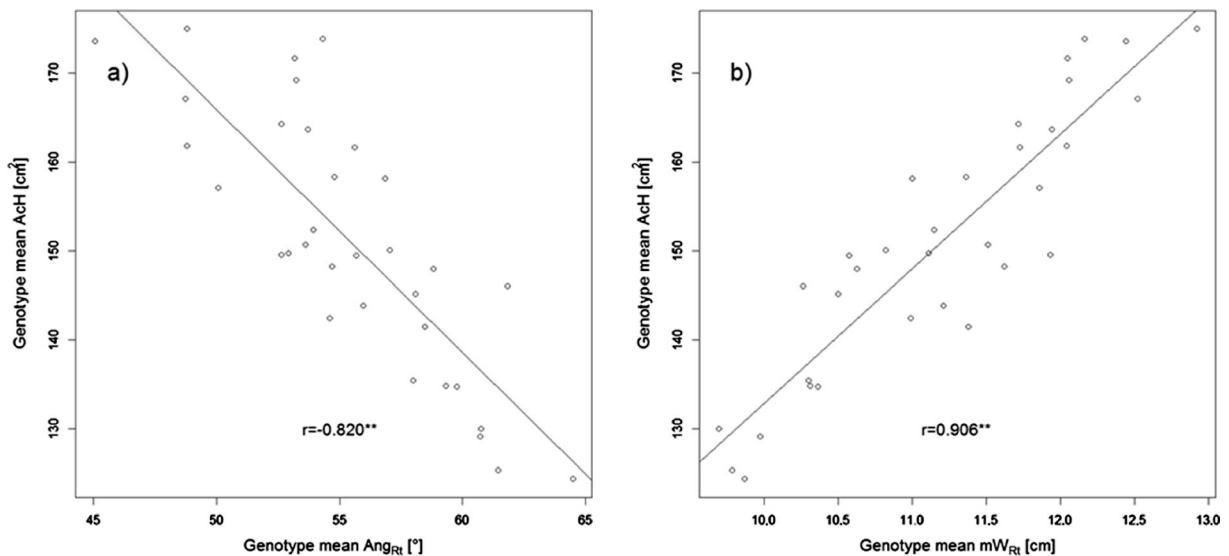 a)
Genotype mean AcH [cm²]
170
160
150
140
130
r=-0.820**
45 50 55 60 65
Genotype mean Ang_Rt [°]
b)
Genotype mean AcH [cm²]
170
160
150
140
130
r=0.906**
10.0 10.5 11.0 11.5 12.0 12.5 13.0
Genotype mean mW_Rt [cm]